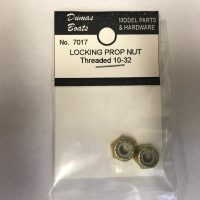 Dumas
Boats
MODEL PARTS
& HARDWARE
No. 7017
LOCKING PROP NUT
Threaded 10-32